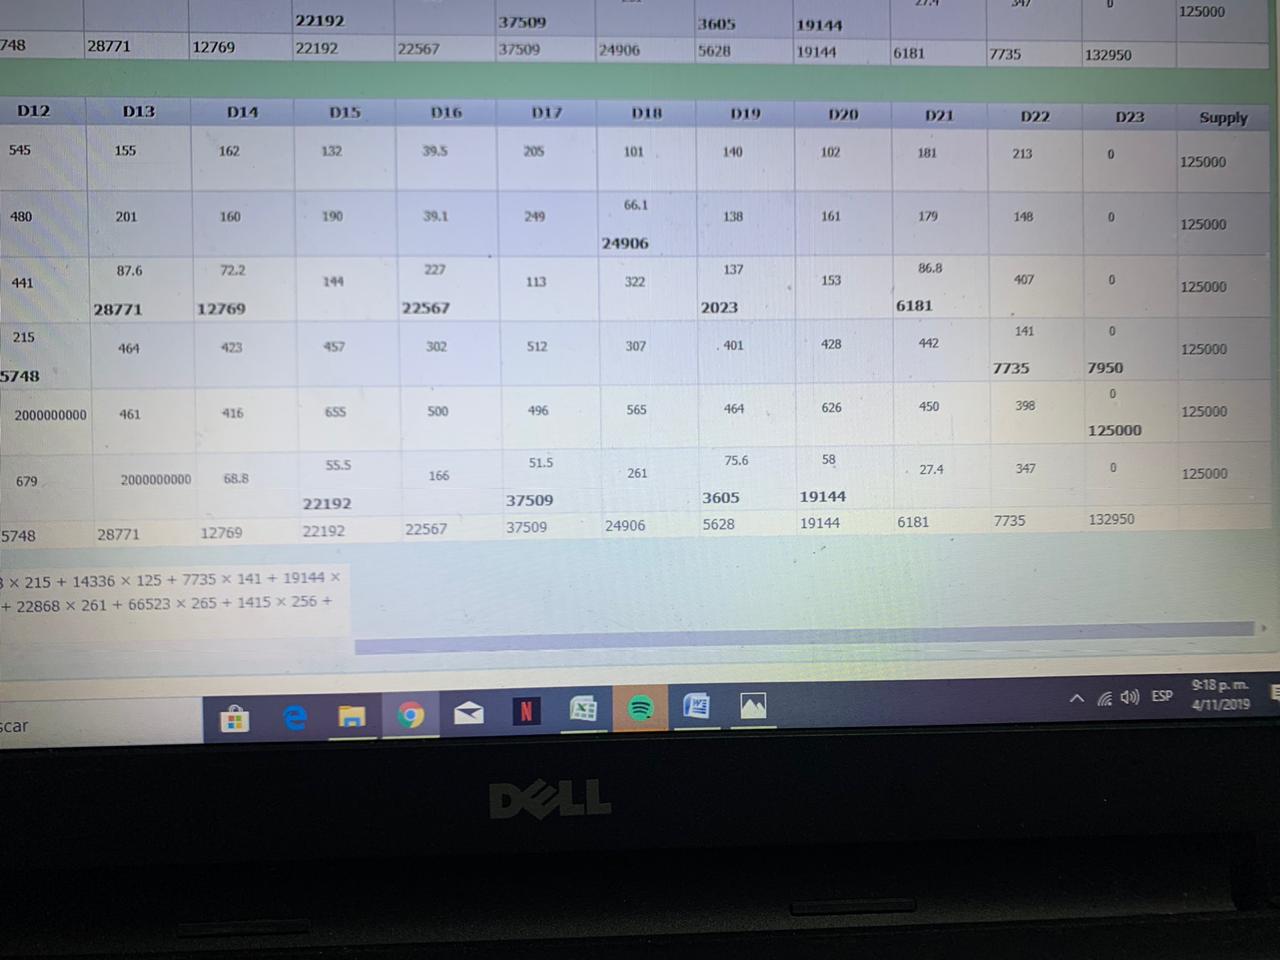 27.4 347 0
22192 37509 3605 19144 125000
748 28771 12769 22192 22567 37509 24906 5628 19144 6181 7735 132950
D12 D13 D14 D15 D16 D17 D18 D19 D20 D21 D22 D23 Supply
545 155 162 132 39.5 205 101 140 102 181 213 0 125000
480 201 160 190 39.1 249 66.1 138 161 179 148 0 125000
24906
441 87.6 72.2 144 227 113 322 137 153 86.8 407 0 125000
28771 12769 22567 2023 6181
215 464 423 457 302 512 307 401 428 442 141 0 125000
5748 7735 7950
2000000000 461 416 655 500 496 565 464 626 450 398 0 125000
125000
679 2000000000 68.8 55.5 166 51.5 261 75.6 58 27.4 347 0 125000
22192 37509 3605 19144
5748 28771 12769 22192 22567 37509 24906 5628 19144 6181 7735 132950
× 215 + 14336 × 125 + 7735 × 141 + 19144 ×
+ 22868 × 261 + 66523 × 265 + 1415 × 256 +
scar
N
ESP
9:18 p. m.
4/11/2019
DELL